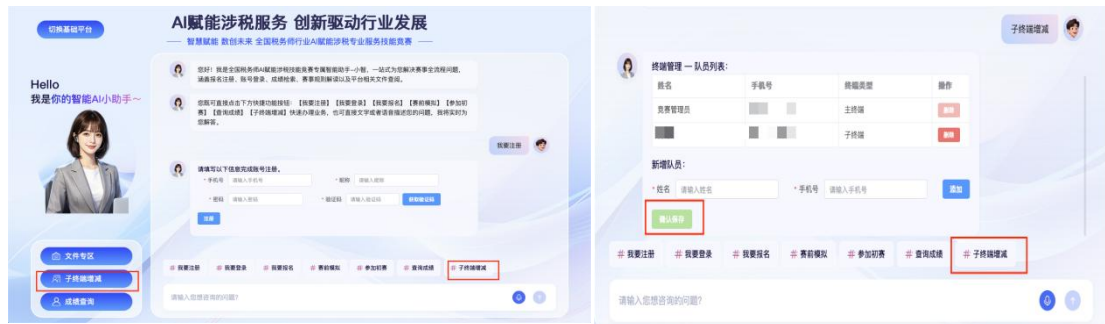 切换基础平台
AI赋能涉税服务 创新驱动行业发展
智慧赋能 数创未来 全国税务师行业AI赋能涉税专业服务技能竞赛
Hello
我是你的智能AI小助手~
您好！我是全国税务师AI赋能涉税技能竞赛专属智能助手-小智，一站式为您解决赛事全流程问题，
涵盖报名注册、账号登录、成绩检索、赛事规则解读以及平台相关文件查阅。
您既可直接点击下方快捷功能按钮：【我要注册】【我要登录】【我要报名】【赛前模拟】【参加初
赛】【查询成绩】【子终端增减】快速办理业务，也可直接文字或者语音描述您的问题，我将实时为
您解答。
我要注册
请填写以下信息完成账号注册。
* 手机号 请输入手机号 * 昵称 请输入昵称
* 密码 请输入密码 * 验证码 请输入验证码 获取验证码
注册
文件专区
子终端增减
成绩查询
# 我要注册 # 我要登录 # 我要报名 # 赛前模拟 # 参加初赛 # 查询成绩 # 子终端增减
请输入您想咨询的问题?
子终端增减
终端管理 — 队员列表：
姓名 手机号 终端类型 操作
竞赛管理员 主终端 删除
子终端 删除
新增队员：
* 姓名 请输入姓名 * 手机号 请输入手机号 添加
确认保存
# 我要注册 # 我要登录 # 我要报名 # 赛前模拟 # 参加初赛 # 查询成绩 # 子终端增减
请输入您想咨询的问题?